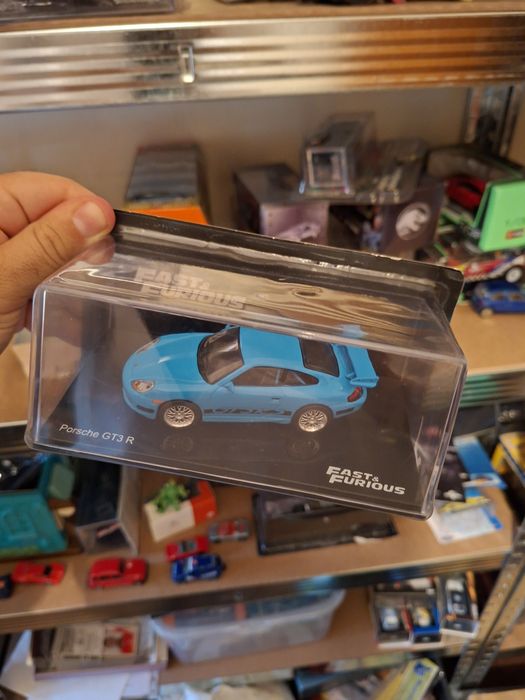 FAST &
FURIOUS
Porsche GT3 R
FAST &
FURIOUS